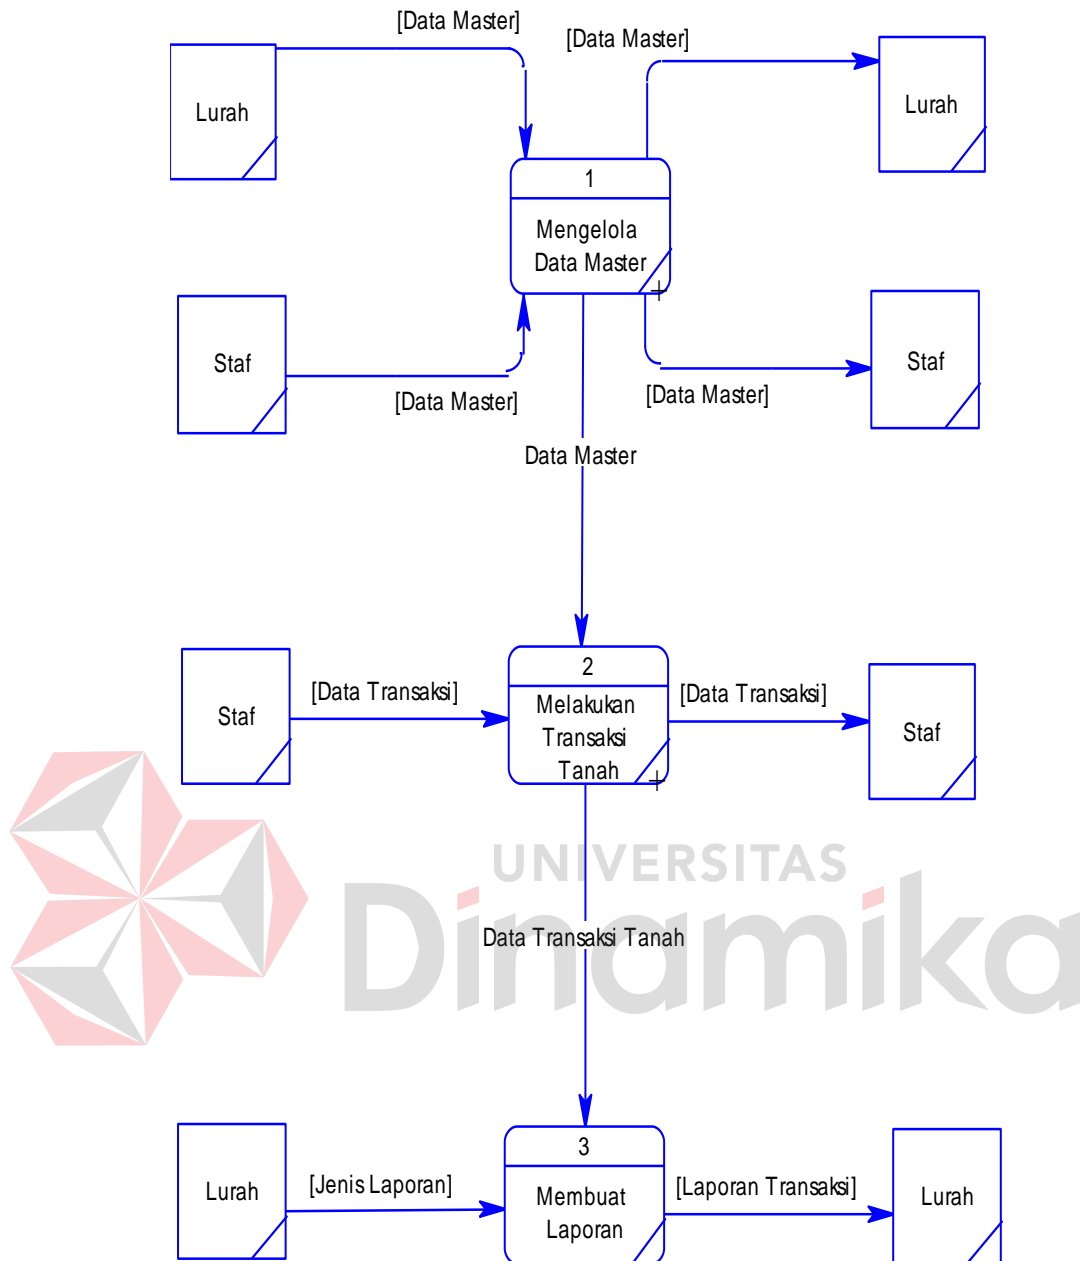 [Data Master]
[Data Master]
Lurah
Lurah
1
Mengelola
Data Master
Staf
Staf
[Data Master]
[Data Master]
Data Master
2
Staf
[Data Transaksi]
Melakukan
Transaksi
Tanah
[Data Transaksi]
Staf
UNIVERSITAS
Dinamika
Data Transaksi Tanah
3
Lurah
[Jenis Laporan]
Membuat
Laporan
[Laporan Transaksi]
Lurah